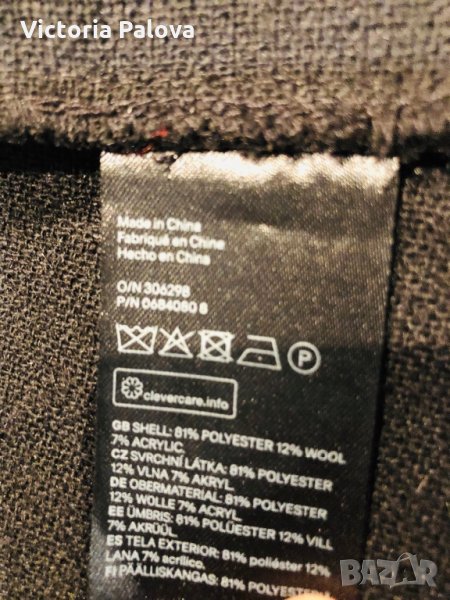 Victoria Palova
Made in China
Fabriqué en Chine
Hecho en China
O/N 306298
P/N 0684080 8
P
clevercare.info
GB SHELL: 81% POLYESTER 12% WOOL
7% ACRYLIC.
CZ SVRCHNÍ LÁTKA: 81% POLYESTER
12% VLNA 7% AKRYL.
DE OBERMATERIAL: 81% POLYESTER
12% WOLLE 7% ACRYL.
EE ÜMBRIS: 81% POLÜESTER 12% VILL
7% AKRÜÜL.
ES TELA EXTERIOR: 81% poliéster 12%
LANA 7% acrílico.
FI PÄÄLLISKANGAS: 81% POLYESTER
BAZAR